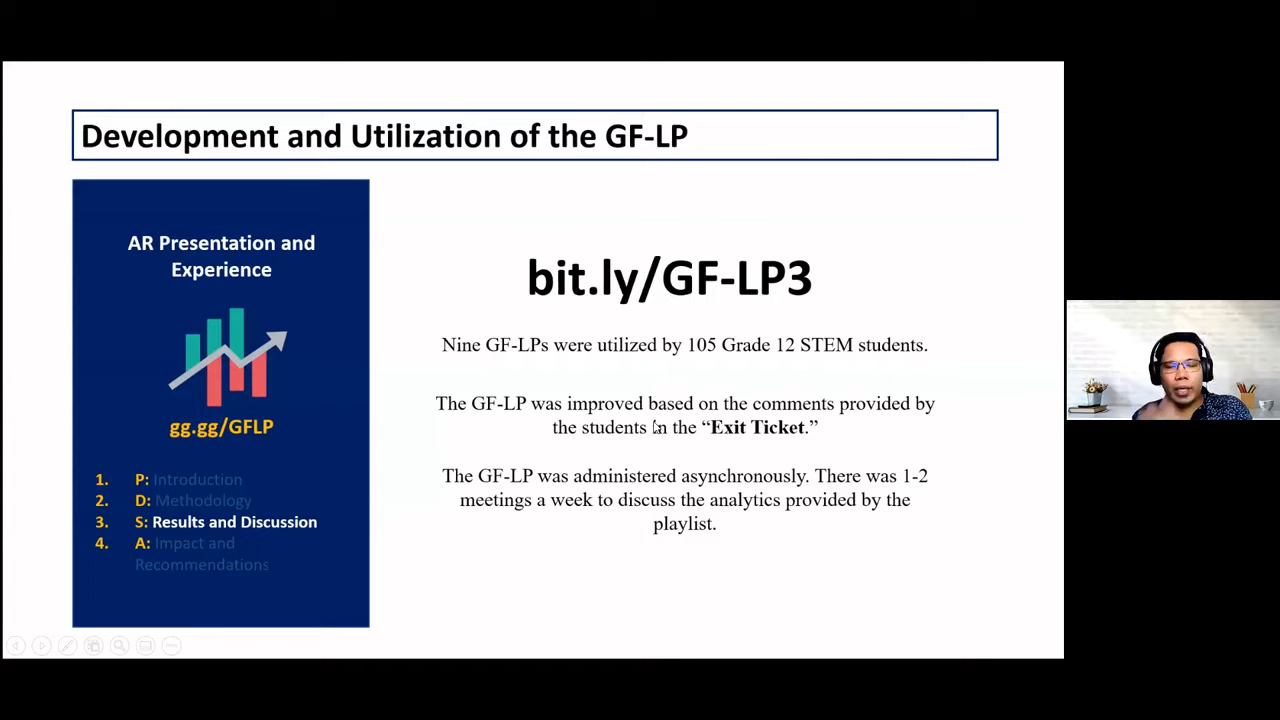 Development and Utilization of the GF-LP
AR Presentation and
Experience
gg.gg/GFLP
1. P: Introduction
2. D: Methodology
3. S: Results and Discussion
4. A: Impact and
Recommendations
bit.ly/GF-LP3
Nine GF-LPs were utilized by 105 Grade 12 STEM students.
The GF-LP was improved based on the comments provided by
the students in the “Exit Ticket.”
The GF-LP was administered asynchronously. There was 1-2
meetings a week to discuss the analytics provided by the
playlist.